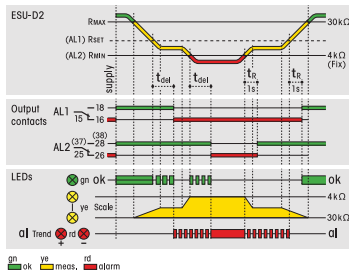 ESU-D2
RMAX
30kΩ
(AL1) RSET
(AL2) RMIN
4kΩ
(Fix)
supply
tdel
tdel
tR
1s
tR
1s
Output
contacts
AL1
18
15
16
AL2
(38)
(37)
28
25
26
LEDs
gn ok
ok
4kΩ
ye Scale
30kΩ
al Trend
rd
+
−
al
gn
ok
ye
meas.
rd
alarm